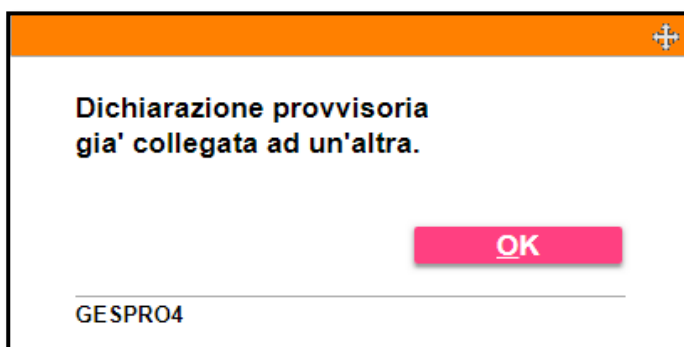 Dichiarazione provvisoria
gia' collegata ad un'altra.
OK
GESPRO4